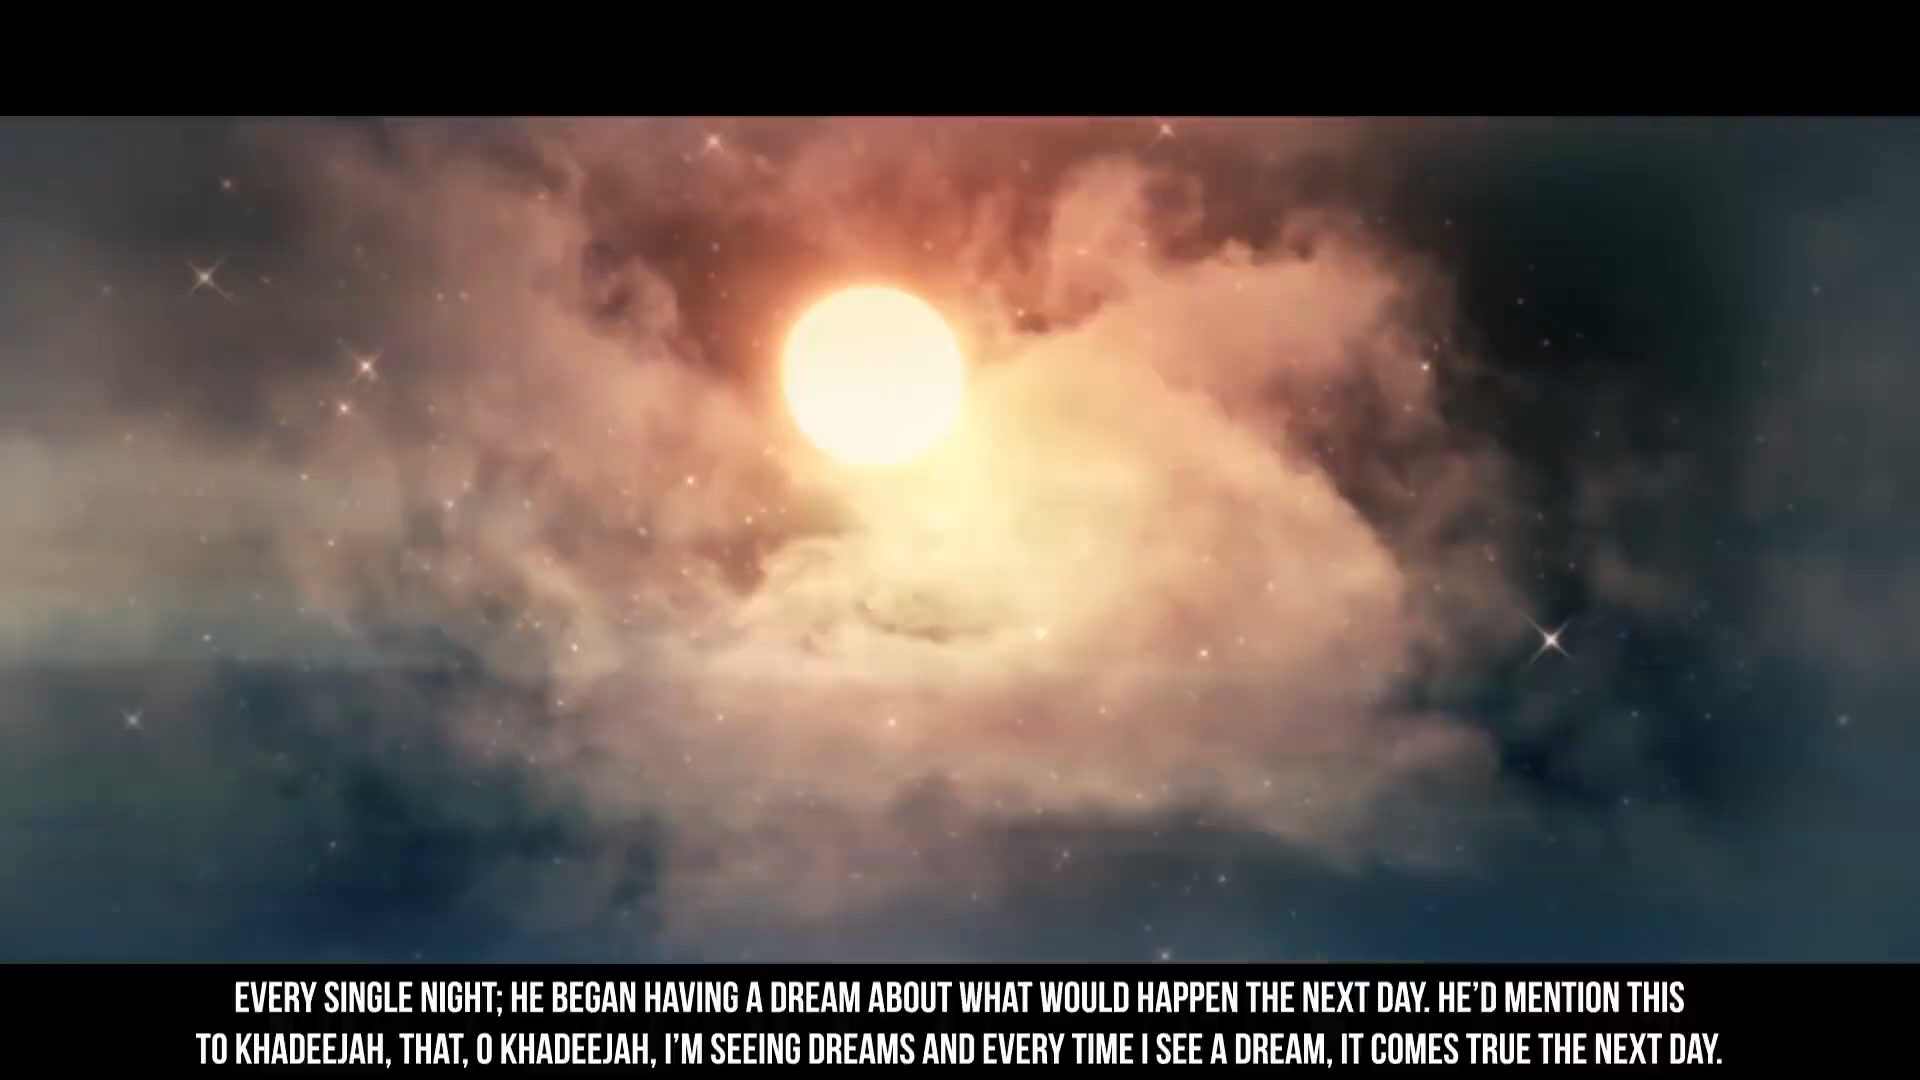 EVERY SINGLE NIGHT; HE BEGAN HAVING A DREAM ABOUT WHAT WOULD HAPPEN THE NEXT DAY. HE’D MENTION THIS
TO KHADEEJAH, THAT, O KHADEEJAH, I’M SEEING DREAMS AND EVERY TIME I SEE A DREAM, IT COMES TRUE THE NEXT DAY.